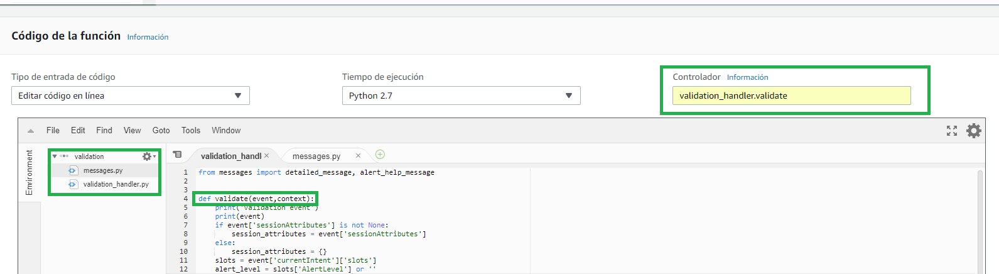 Código de la función Información
Tipo de entrada de código
Editar código en línea
Tiempo de ejecución
Python 2.7
Controlador Información
validation_handler.validate
File Edit Find View Goto Tools Window
Environment
validation
messages.py
validation_handler.py
validation_handl messages.py
1 from messages import detailed_message, alert_help_message
2
3
4 def validate(event,context):
5 print('validation event')
6 print(event)
7 if event['sessionAttributes'] is not None:
8 session_attributes = event['sessionAttributes']
9 else:
10 session_attributes = {}
11 slots = event['currentIntent']['slots']
12 alert_level = slots['AlertLevel'] or ''